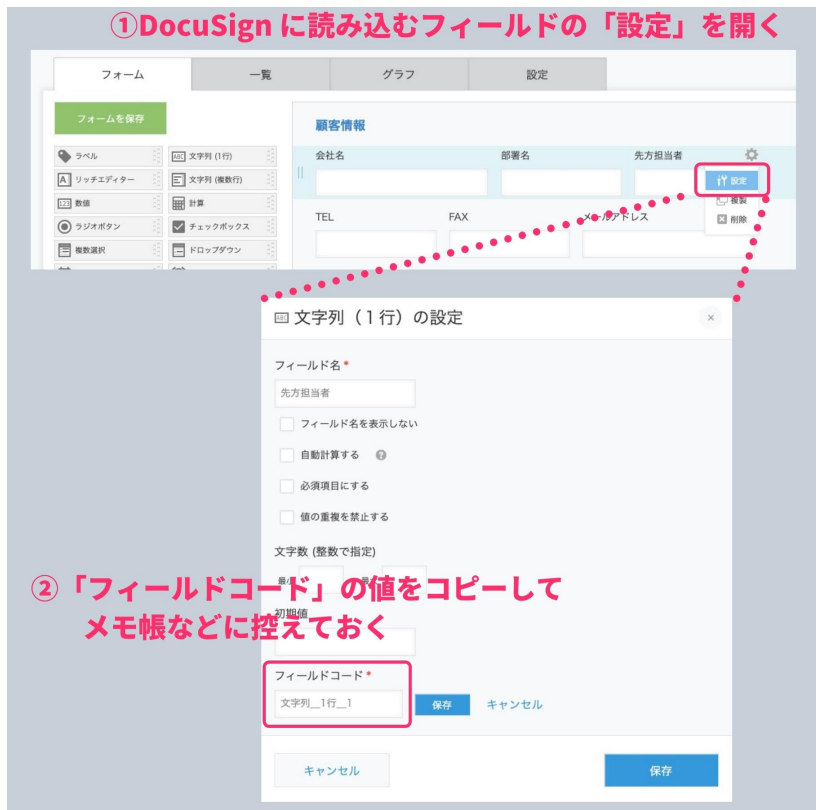 ①DocuSign に読み込むフィールドの「設定」を開く
フォーム 一覧 グラフ 設定
フォームを保存
顧客情報
ラベル ABC 文字列 (1行)
会社名 部署名 先方担当者
A リッチエディター 文字列 (複数行)
設定
123 数値 計算
複製
ラジオボタン チェックボックス
TEL FAX メールアドレス
削除
複数選択 ドロップダウン
ABC 文字列（1行）の設定 ×
フィールド名 *
先方担当者
フィールド名を表示しない
自動計算する ?
必須項目にする
値の重複を禁止する
文字数 (整数で指定)
②「フィールドコード」の値をコピーして
メモ帳などに控えておく
初期値
フィールドコード *
文字列__1行__1 保存 キャンセル
キャンセル 保存